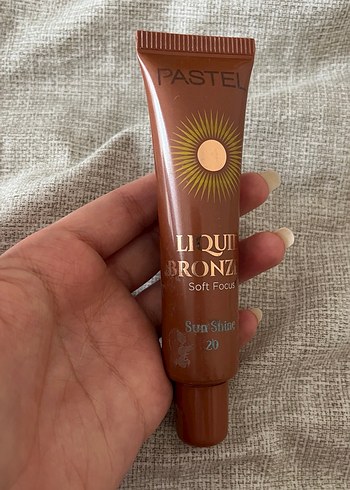 PASTEL
LIQUI
BRONZ
Soft Focus
Sun Shine
20